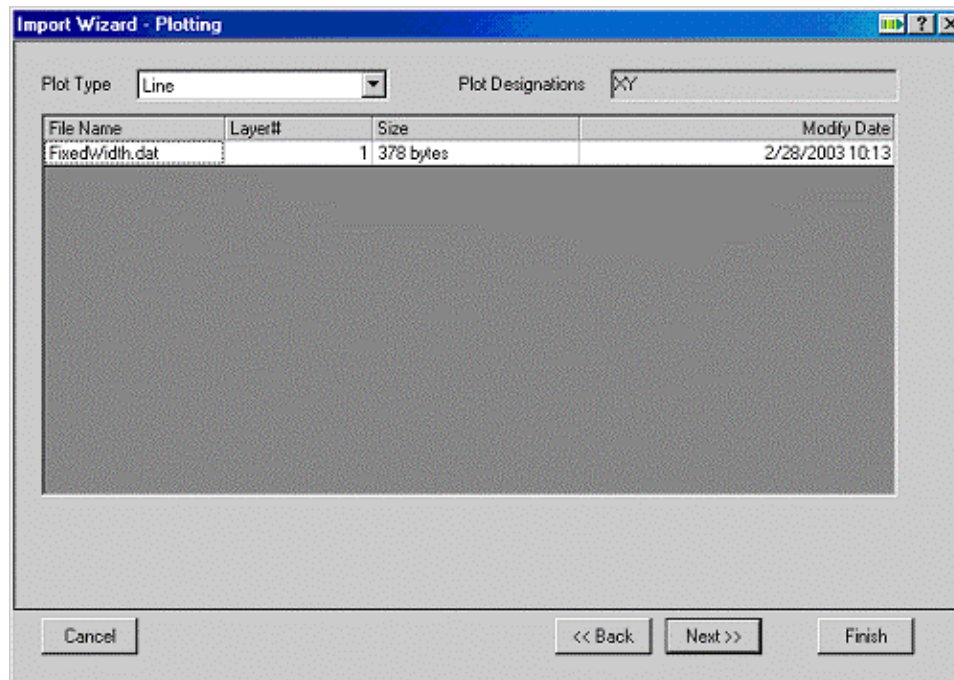 Import Wizard - Plotting
Plot Type Line Plot Designations XY
File Name Layer# Size Modify Date
FixedWidth.dat 1 378 bytes 2/28/2003 10:13
Cancel << Back Next >> Finish